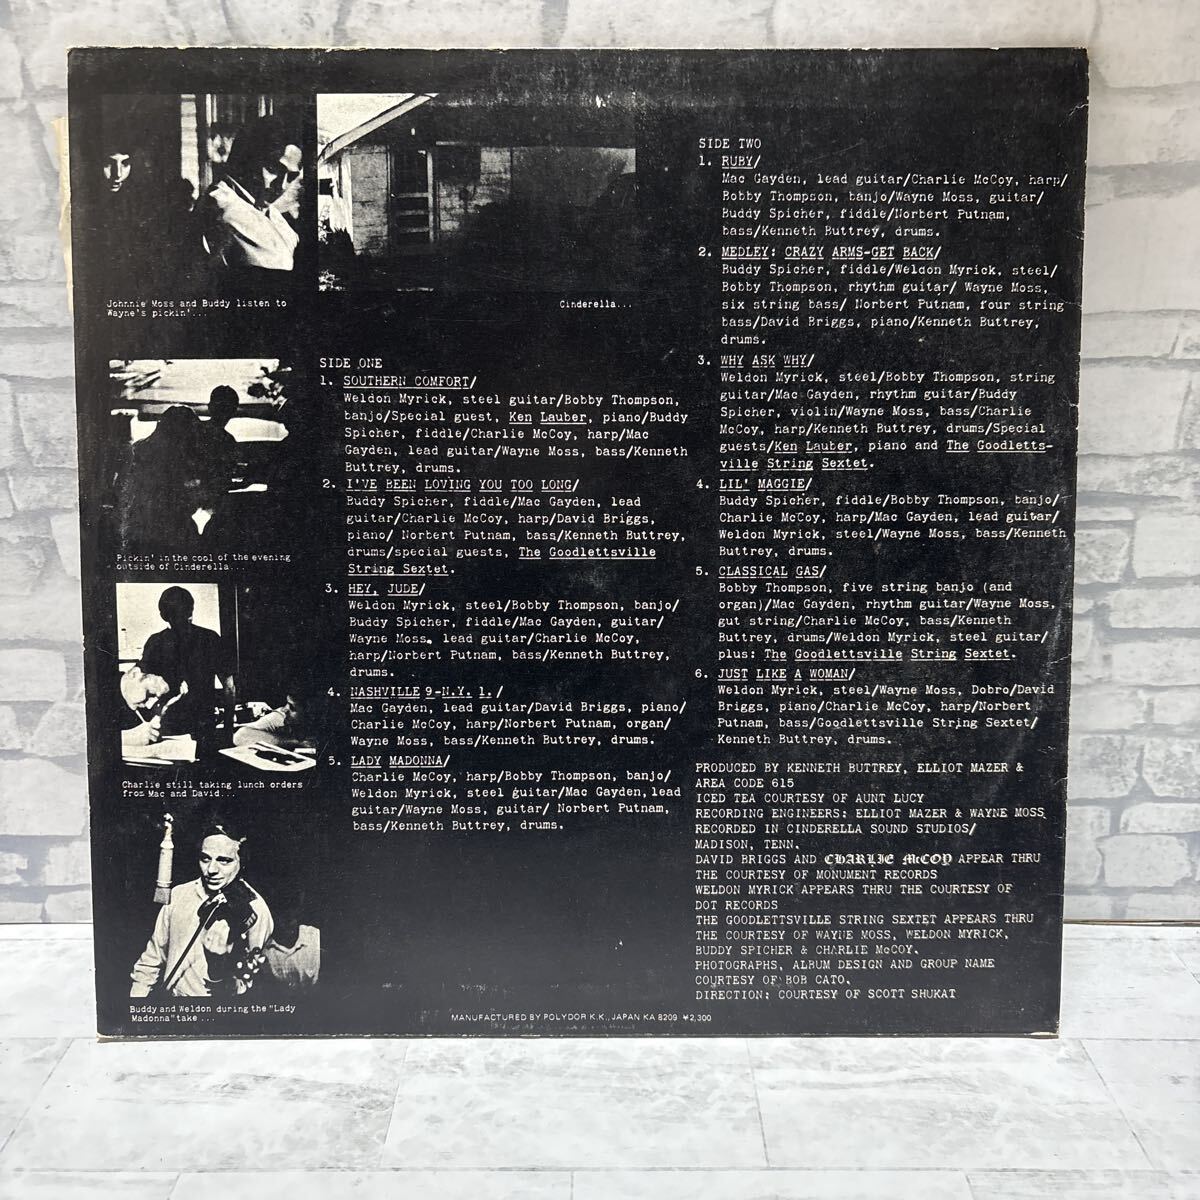 Johnnie Moss and Buddy listen to
Wayne's pickin'...
Cinderella...
Pickin' in the cool of the evening
outside of Cinderella...
Charlie still taking lunch orders
from Mac and David...
Buddy and Weldon during the "Lady
Madonna" take ...
SIDE ONE
1. SOUTHERN COMFORT/
Weldon Myrick, steel guitar/Bobby Thompson,
banjo/Special guest, Ken Lauber, piano/Buddy
Spicher, fiddle/Charlie McCoy, harp/Mac
Gayden, lead guitar/Wayne Moss, bass/Kenneth
Buttrey, drums.
2. I'VE BEEN LOVING YOU TOO LONG/
Buddy Spicher, fiddle/Mac Gayden, lead
guitar/Charlie McCoy, harp/David Briggs,
piano/ Norbert Putnam, bass/Kenneth Buttrey,
drums/special guests, The Goodlettsville
String Sextet.
3. HEY, JUDE/
Weldon Myrick, steel/Bobby Thompson, banjo/
Buddy Spicher, fiddle/Mac Gayden, guitar/
Wayne Moss, lead guitar/Charlie McCoy,
harp/Norbert Putnam, bass/Kenneth Buttrey,
drums.
4. NASHVILLE 9-N.Y. 1./
Mac Gayden, lead guitar/David Briggs, piano/
Charlie McCoy, harp/Norbert Putnam, organ/
Wayne Moss, bass/Kenneth Buttrey, drums.
5. LADY MADONNA/
Charlie McCoy, harp/Bobby Thompson, banjo/
Weldon Myrick, steel guitar/Mac Gayden, lead
guitar/Wayne Moss, guitar/ Norbert Putnam,
bass/Kenneth Buttrey, drums.
SIDE TWO
1. RUBY/
Mac Gayden, lead guitar/Charlie McCoy, harp/
Bobby Thompson, banjo/Wayne Moss, guitar/
Buddy Spicher, fiddle/Norbert Putnam,
bass/Kenneth Buttrey, drums.
2. MEDLEY: CRAZY ARMS-GET BACK/
Buddy Spicher, fiddle/Weldon Myrick, steel/
Bobby Thompson, rhythm guitar/ Wayne Moss,
six string bass/ Norbert Putnam, four string
bass/David Briggs, piano/Kenneth Buttrey,
drums.
3. WHY ASK WHY/
Weldon Myrick, steel/Bobby Thompson, string
guitar/Mac Gayden, rhythm guitar/Buddy
Spicher, violin/Wayne Moss, bass/Charlie
McCoy, harp/Kenneth Buttrey, drums/Special
guests/Ken Lauber, piano and The Goodletts-
ville String Sextet.
4. LIL' MAGGIE/
Buddy Spicher, fiddle/Bobby Thompson, banjo/
Charlie McCoy, harp/Mac Gayden, lead guitar/
Weldon Myrick, steel/Wayne Moss, bass/Kenneth
Buttrey, drums.
5. CLASSICAL GAS/
Bobby Thompson, five string banjo (and
organ)/Mac Gayden, rhythm guitar/Wayne Moss,
gut string/Charlie McCoy, bass/Kenneth
Buttrey, drums/Weldon Myrick, steel guitar/
plus: The Goodlettsville String Sextet.
6. JUST LIKE A WOMAN/
Weldon Myrick, steel/Wayne Moss, Dobro/David
Briggs, piano/Charlie McCoy, harp/Norbert
Putnam, bass/Goodlettsville String Sextet/
Kenneth Buttrey, drums.
PRODUCED BY KENNETH BUTTREY, ELLIOT MAZER &
AREA CODE 615
ICED TEA COURTESY OF AUNT LUCY
RECORDING ENGINEERS: ELLIOT MAZER & WAYNE MOSS
RECORDED IN CINDERELLA SOUND STUDIOS/
MADISON, TENN.
DAVID BRIGGS AND CHARLIE McCOY APPEAR THRU
THE COURTESY OF MONUMENT RECORDS
WELDON MYRICK APPEARS THRU THE COURTESY OF
DOT RECORDS
THE GOODLETTSVILLE STRING SEXTET APPEARS THRU
THE COURTESY OF WAYNE MOSS, WELDON MYRICK,
BUDDY SPICHER & CHARLIE McCOY.
PHOTOGRAPHS, ALBUM DESIGN AND GROUP NAME
COURTESY OF BOB CATO.
DIRECTION: COURTESY OF SCOTT SHUKAT
MANUFACTURED BY POLYDOR K.K., JAPAN KA 8209 ¥2,300